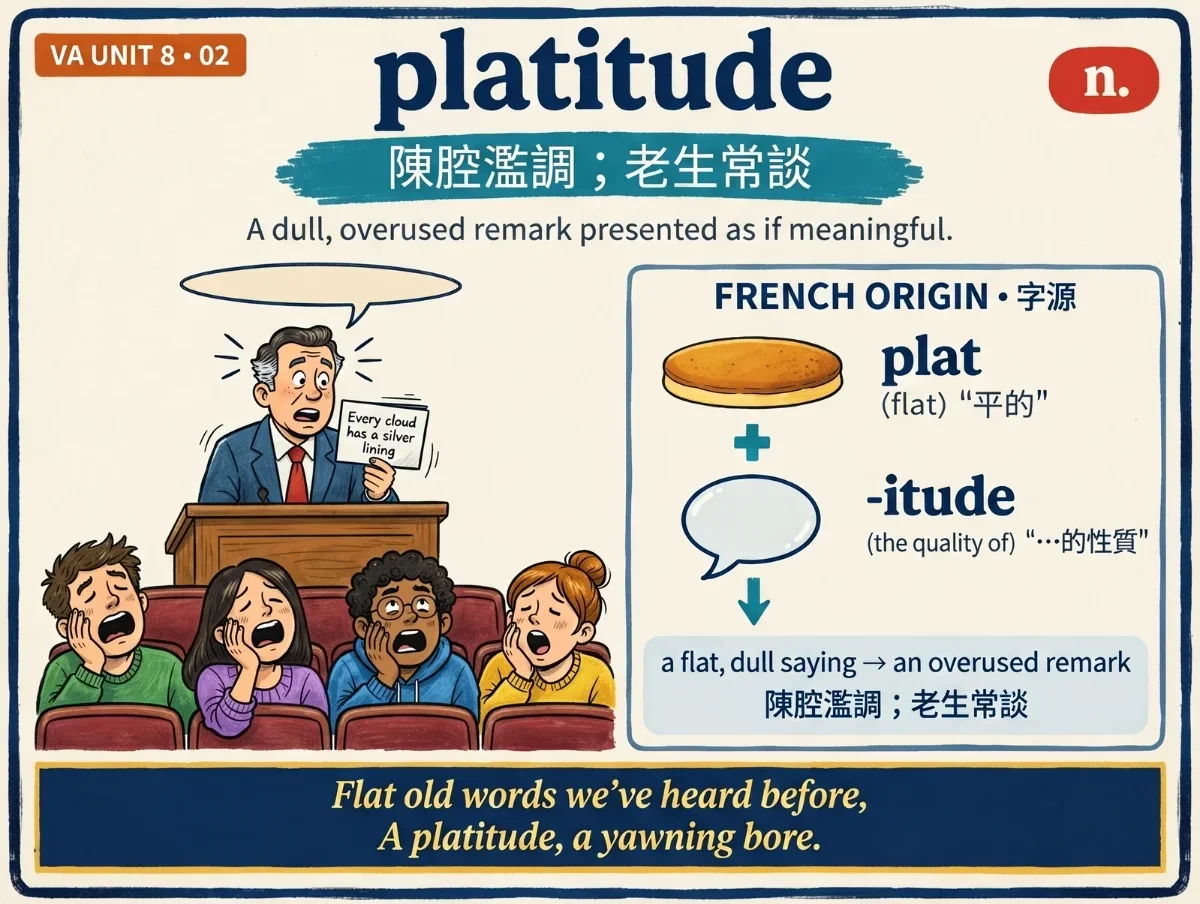 VA UNIT 8 • 02
platitude
n.
陳腔濫調；老生常談
A dull, overused remark presented as if meaningful.
Every cloud
has a silver
lining
FRENCH ORIGIN • 字源
plat
(flat) “平的”
-itude
(the quality of) “…的性質”
a flat, dull saying → an overused remark
陳腔濫調；老生常談
Flat old words we’ve heard before,
A platitude, a yawning bore.